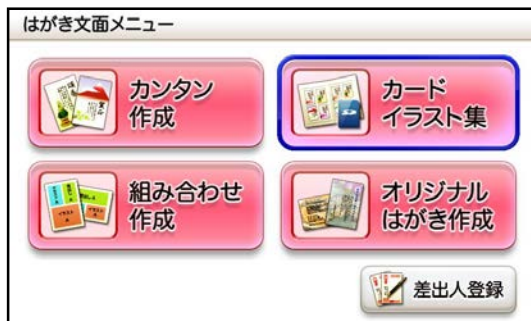 はがき文面メニュー
カンタン
作成
カード
イラスト集
組み合わせ
作成
オリジナル
はがき作成
差出人登録